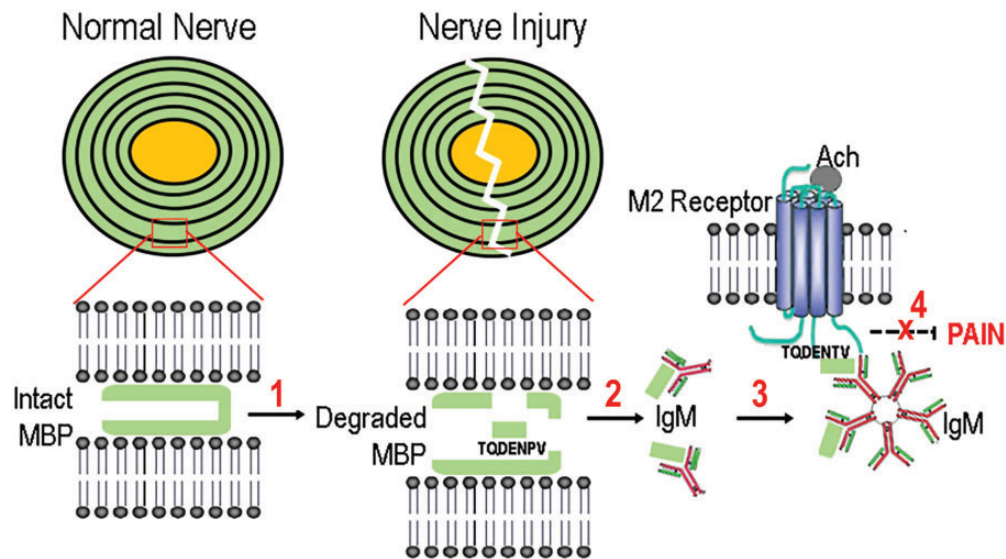 Normal Nerve
Nerve Injury
Ach
M2 Receptor
4
PAIN
TQDENTV
1
2
3
Intact
MBP
Degraded
MBP
TQDENPV
IgM
IgM